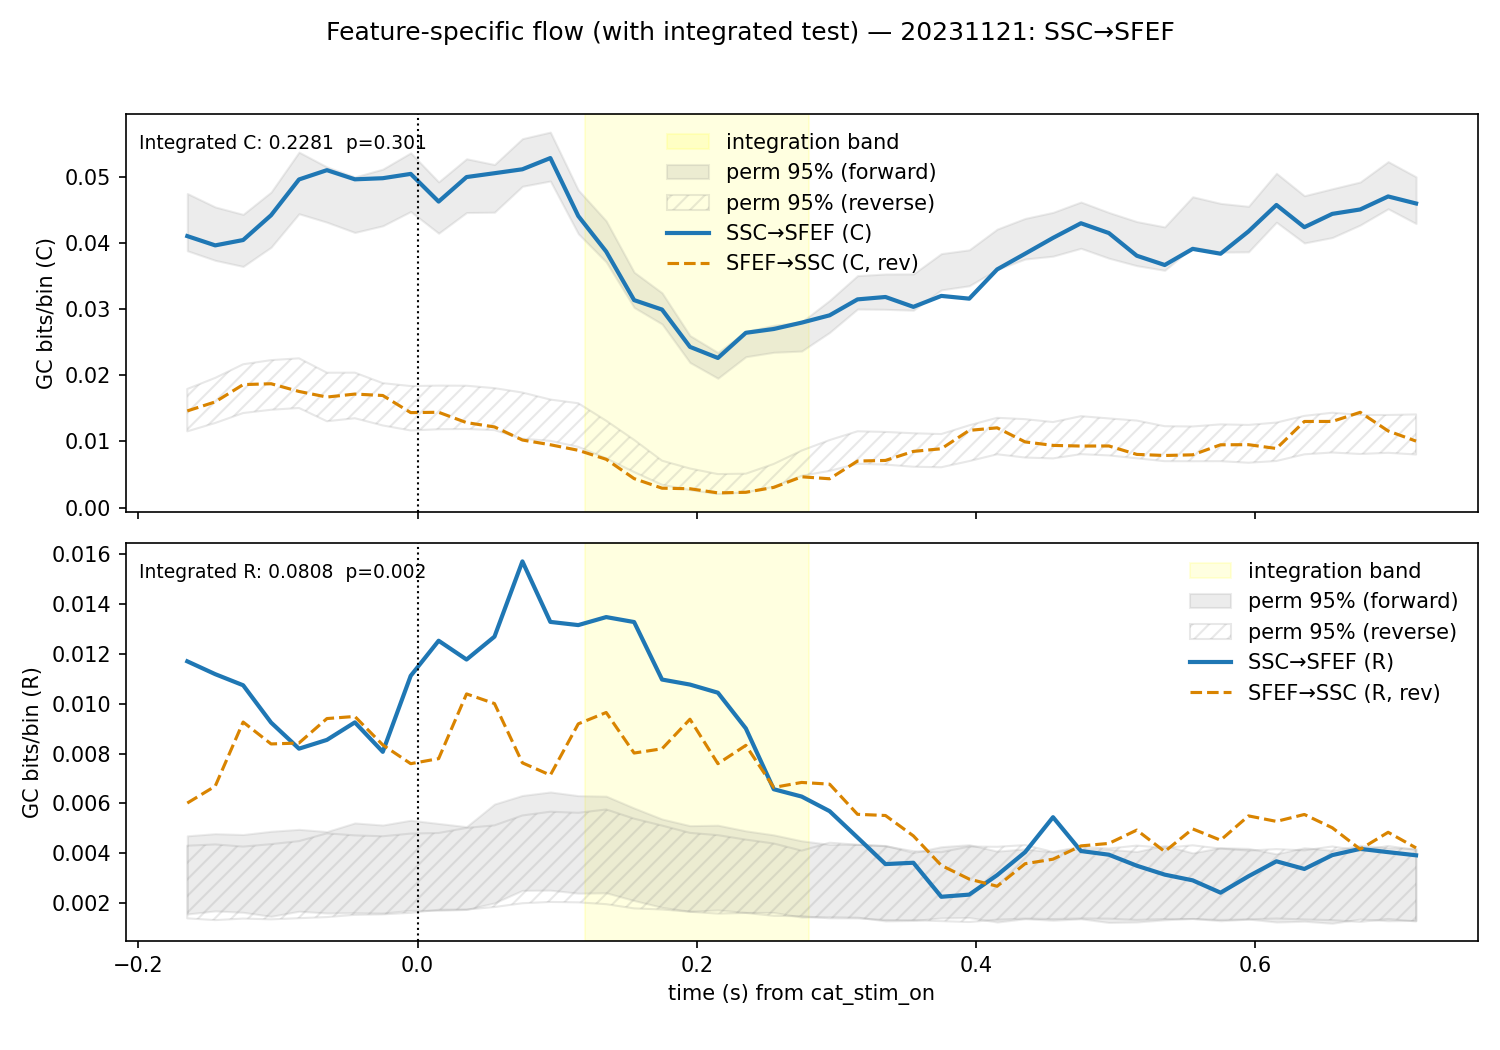 Feature-specific flow (with integrated test) — 20231121: SSC→SFEF
Integrated C: 0.2281  p=0.301
integration band
perm 95% (forward)
perm 95% (reverse)
SSC→SFEF (C)
SFEF→SSC (C, rev)
GC bits/bin (C)
0.05
0.04
0.03
0.02
0.01
0.00
Integrated R: 0.0808  p=0.002
integration band
perm 95% (forward)
perm 95% (reverse)
SSC→SFEF (R)
SFEF→SSC (R, rev)
GC bits/bin (R)
0.016
0.014
0.012
0.010
0.008
0.006
0.004
0.002
−0.2 0.0 0.2 0.4 0.6
time (s) from cat_stim_on